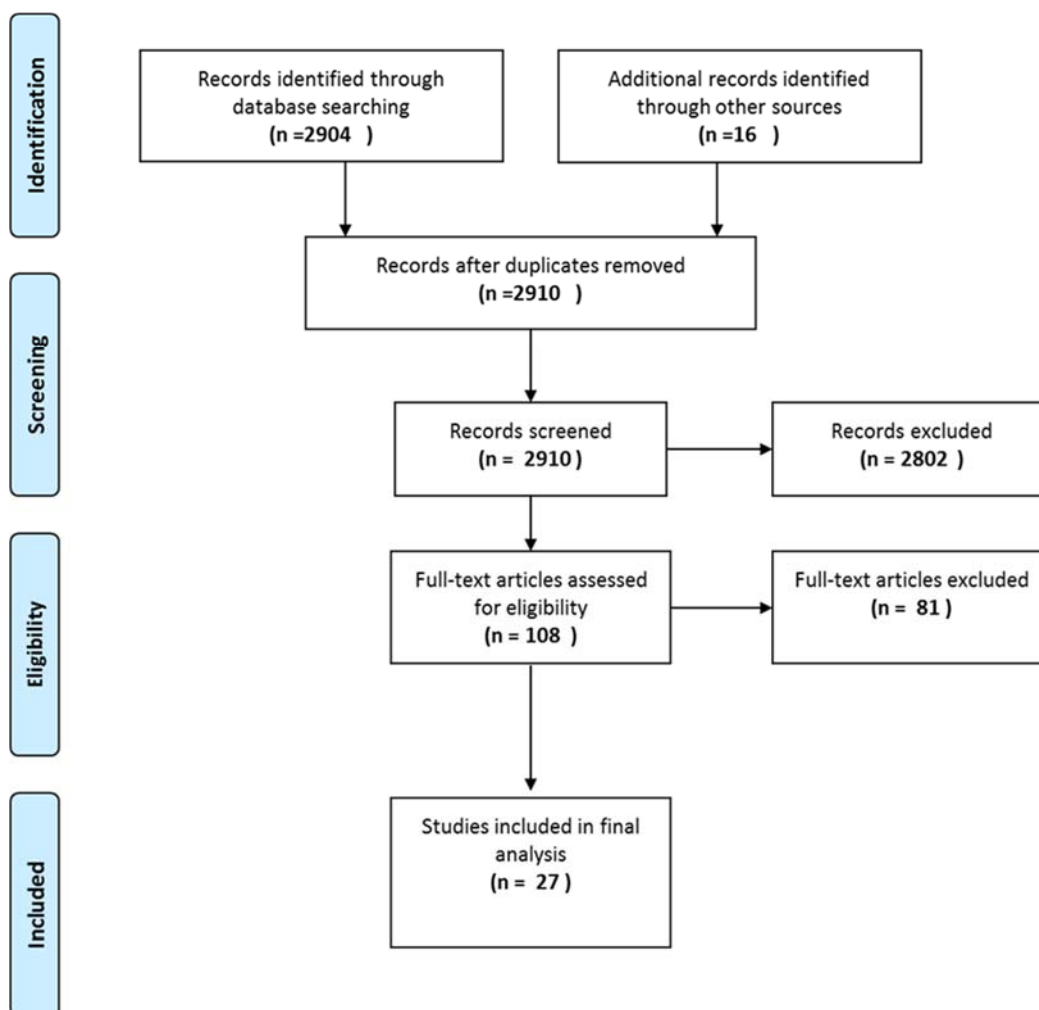 Identification
Records identified through
database searching
(n =2904   )
Additional records identified
through other sources
(n =16   )
Records after duplicates removed
(n =2910   )
Screening
Records screened
(n =  2910)
Records excluded
(n = 2802  )
Eligibility
Full-text articles assessed
for eligibility
(n = 108  )
Full-text articles excluded
(n =  81 )
Included
Studies included in final
analysis
(n =  27 )